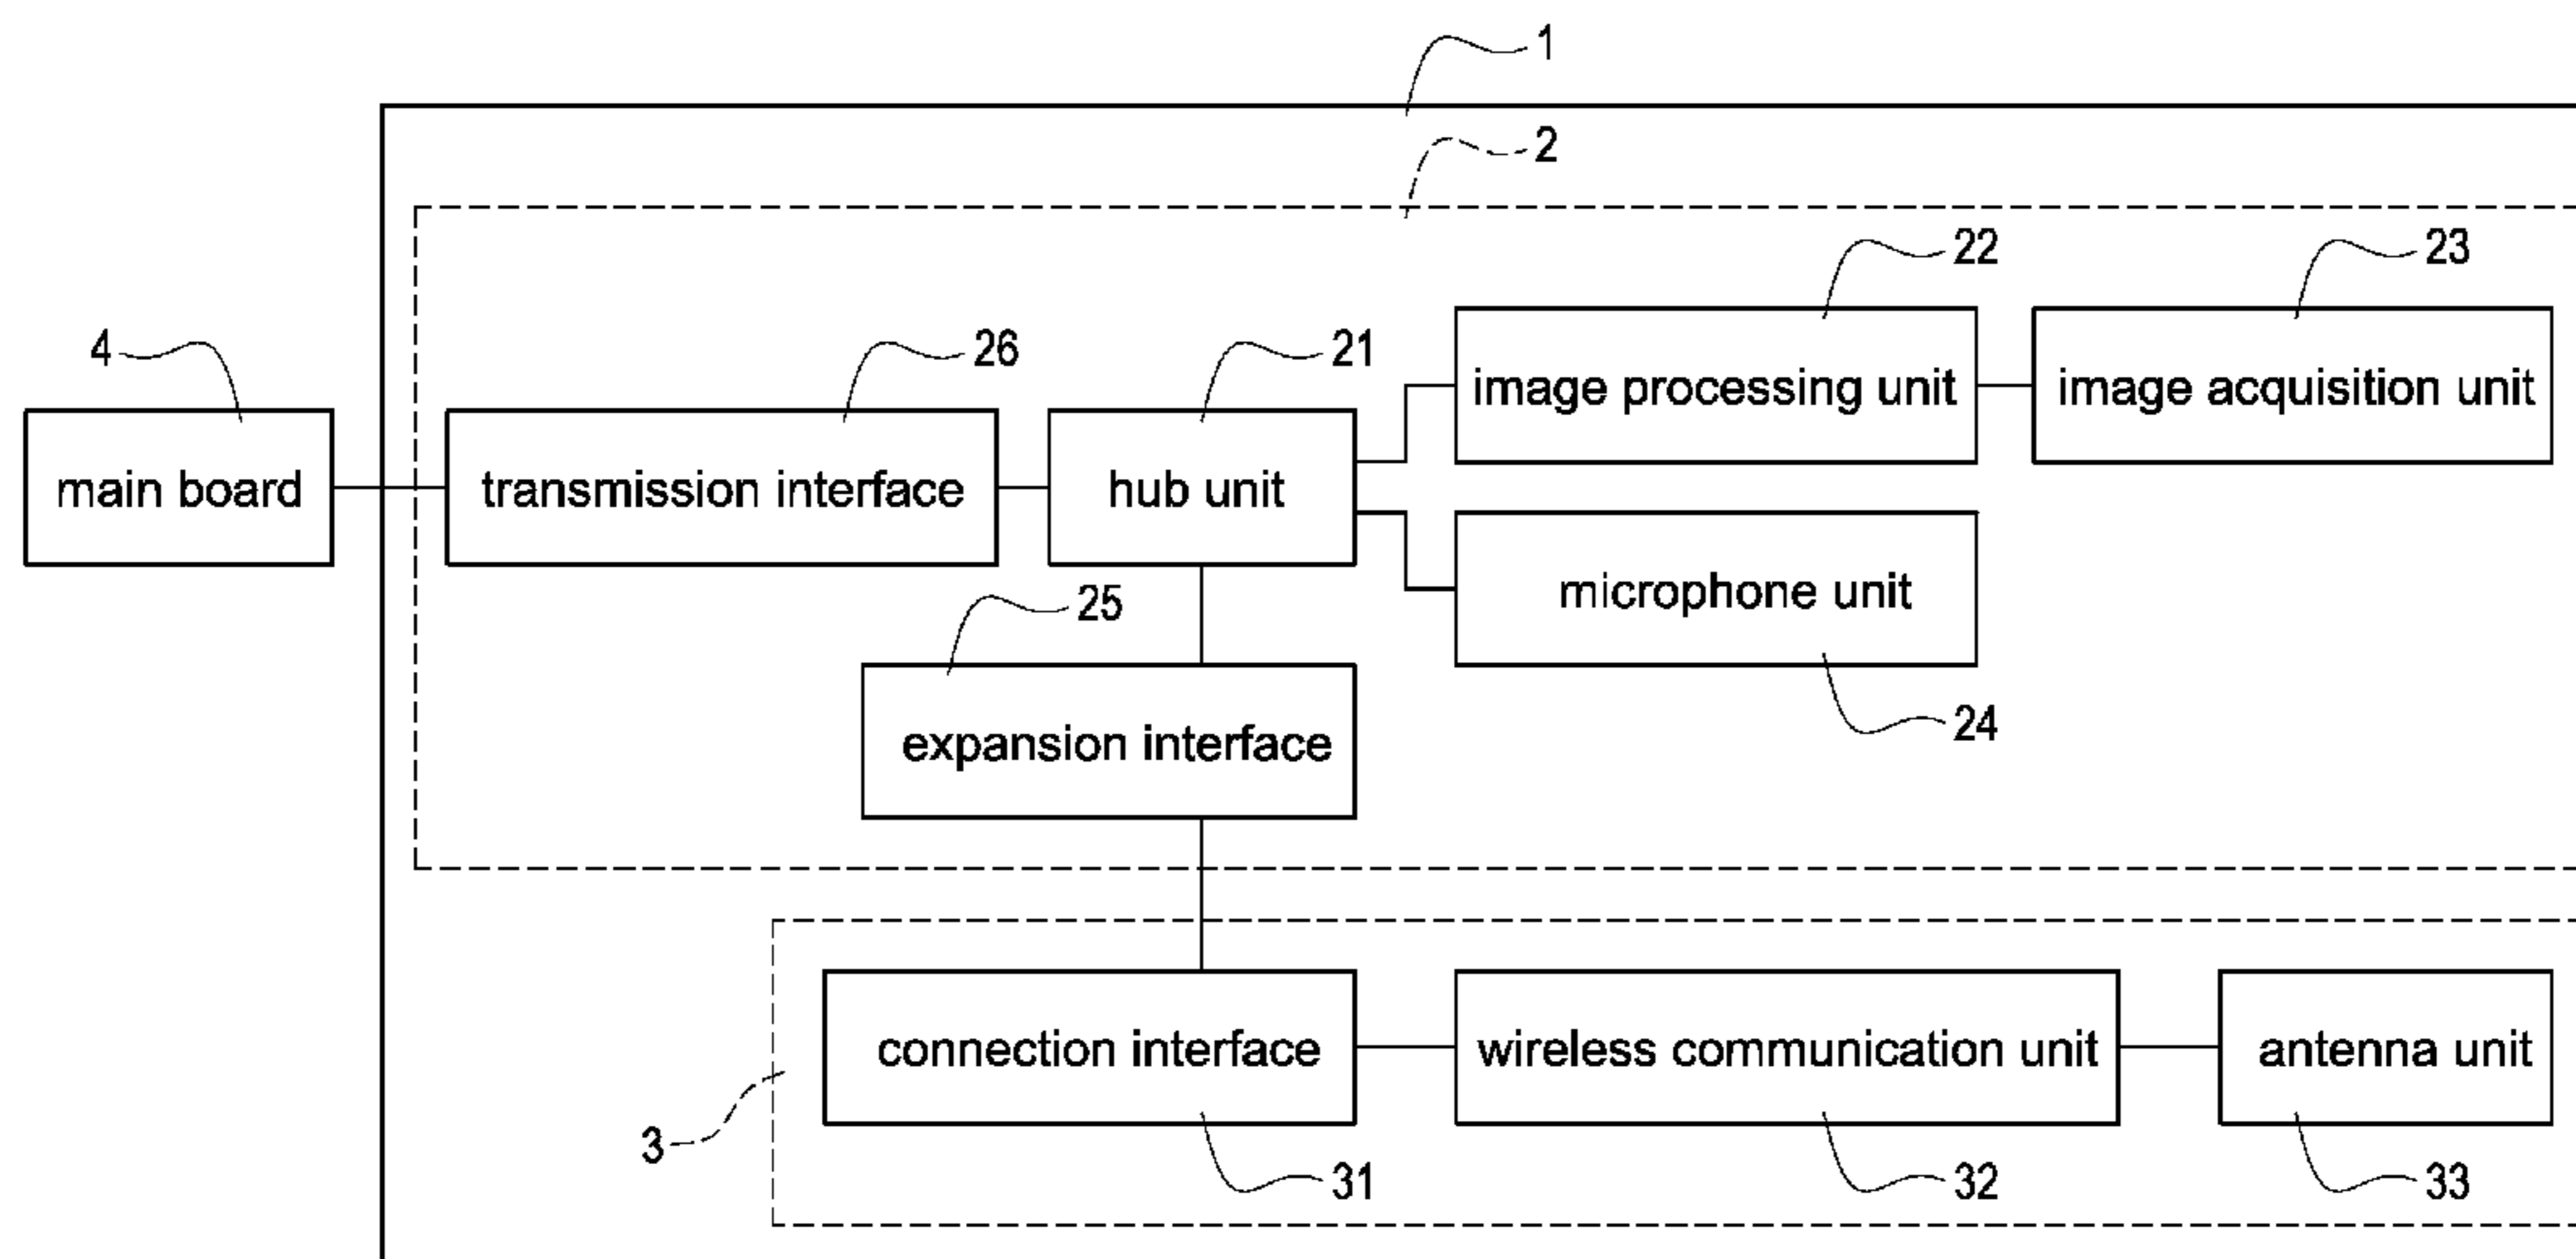 1
2
22
23
4
26
21
image processing unit
image acquisition unit
main board
transmission interface
hub unit
microphone unit
25
24
expansion interface
connection interface
wireless communication unit
antenna unit
3
31
32
33